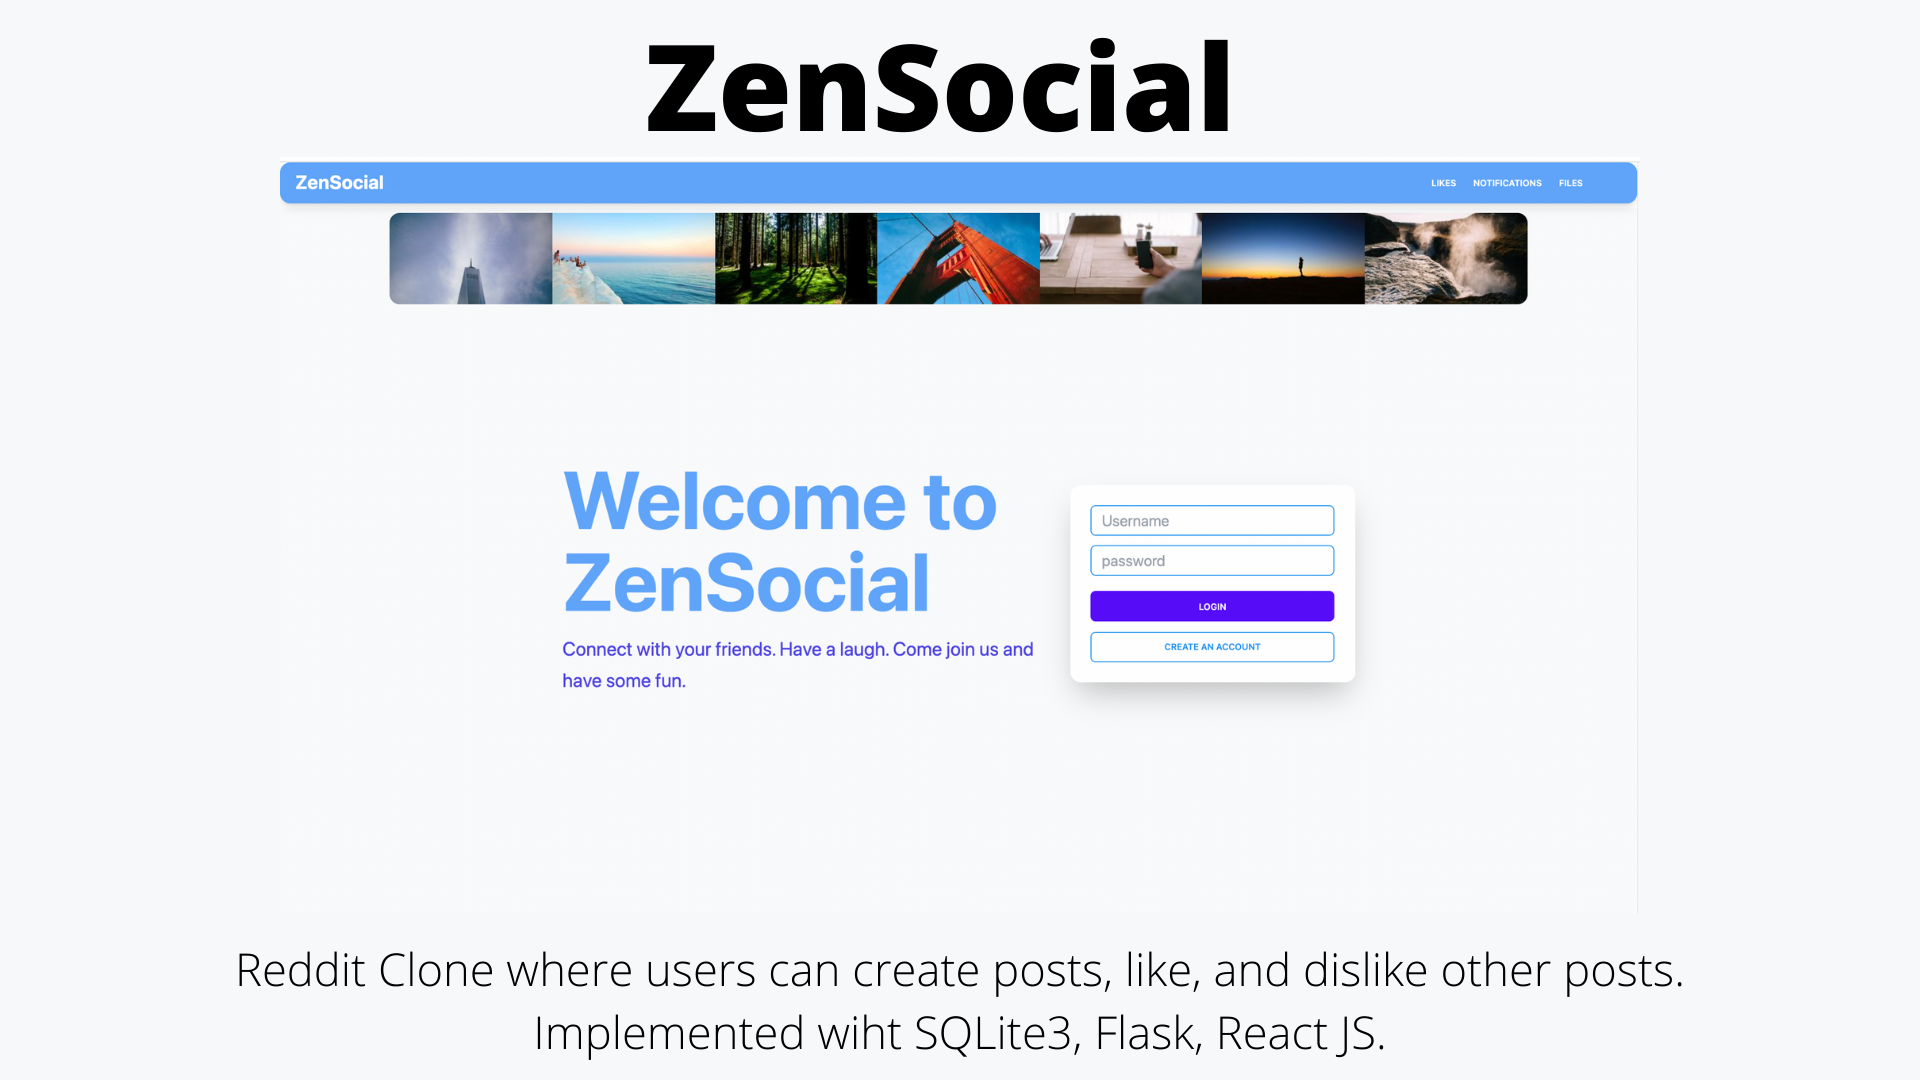 ZenSocial
ZenSocial
LIKES NOTIFICATIONS FILES
Welcome to
ZenSocial
Connect with your friends. Have a laugh. Come join us and
have some fun.
Username
password
LOGIN
CREATE AN ACCOUNT
Reddit Clone where users can create posts, like, and dislike other posts.
Implemented wiht SQLite3, Flask, React JS.